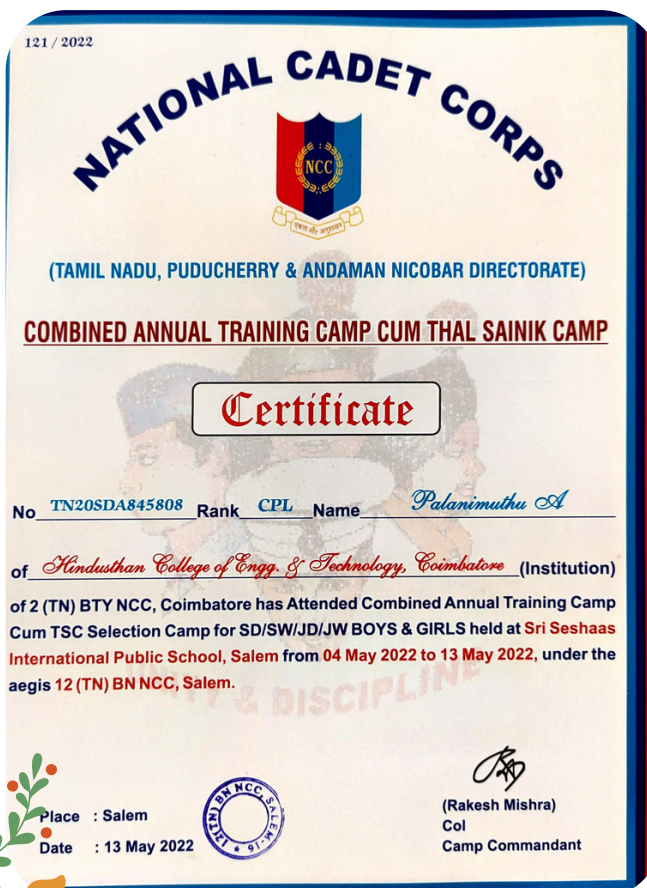 121 / 2022
NATIONAL CADET CORPS
NCC
एकता और अनुशासन
(TAMIL NADU, PUDUCHERRY & ANDAMAN NICOBAR DIRECTORATE)
COMBINED ANNUAL TRAINING CAMP CUM THAL SAINIK CAMP
Certificate
No TN20SDA845808 Rank CPL Name Palanimuthu A
of Hindusthan College of Engg. & Technology, Coimbatore (Institution)
of 2 (TN) BTY NCC, Coimbatore has Attended Combined Annual Training Camp
Cum TSC Selection Camp for SD/SW/JD/JW BOYS & GIRLS held at Sri Seshaas
International Public School, Salem from 04 May 2022 to 13 May 2022, under the
aegis 12 (TN) BN NCC, Salem.
UNITY & DISCIPLINE
Place : Salem
Date : 13 May 2022
12(TN) BN NCC, SALEM-16
(Rakesh Mishra)
Col
Camp Commandant